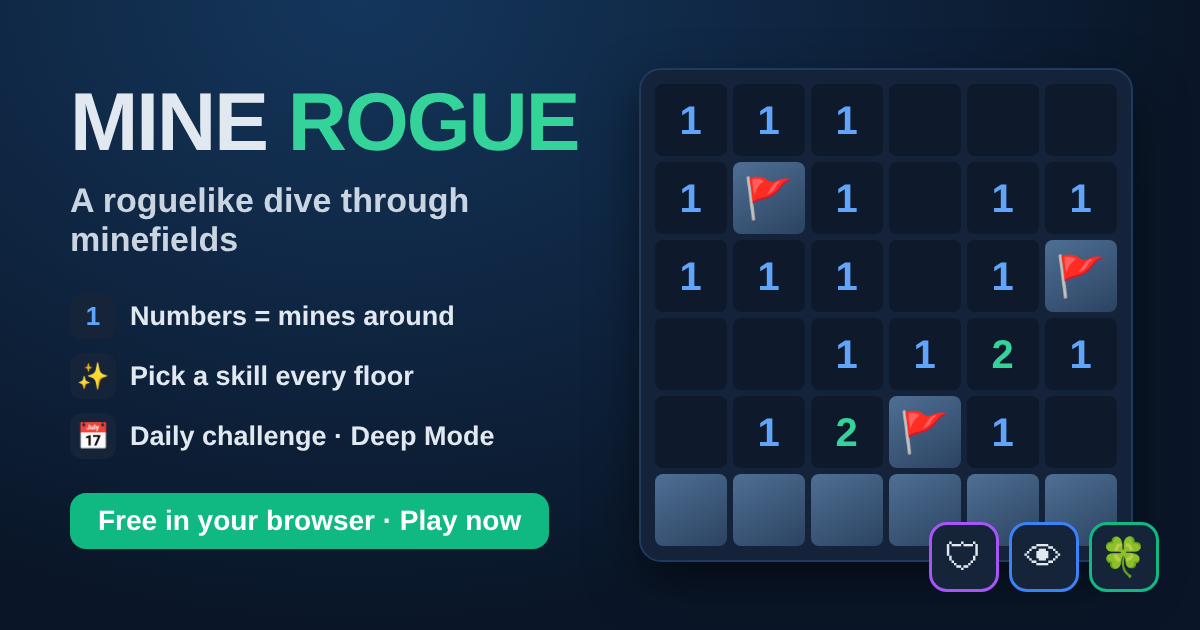 MINE ROGUE
A roguelike dive through
minefields
1 Numbers = mines around
Pick a skill every floor
July
17
Daily challenge · Deep Mode
Free in your browser · Play now
1 1 1
1 1 1 1
1 1 1 1
1 1 2 1
1 2 1